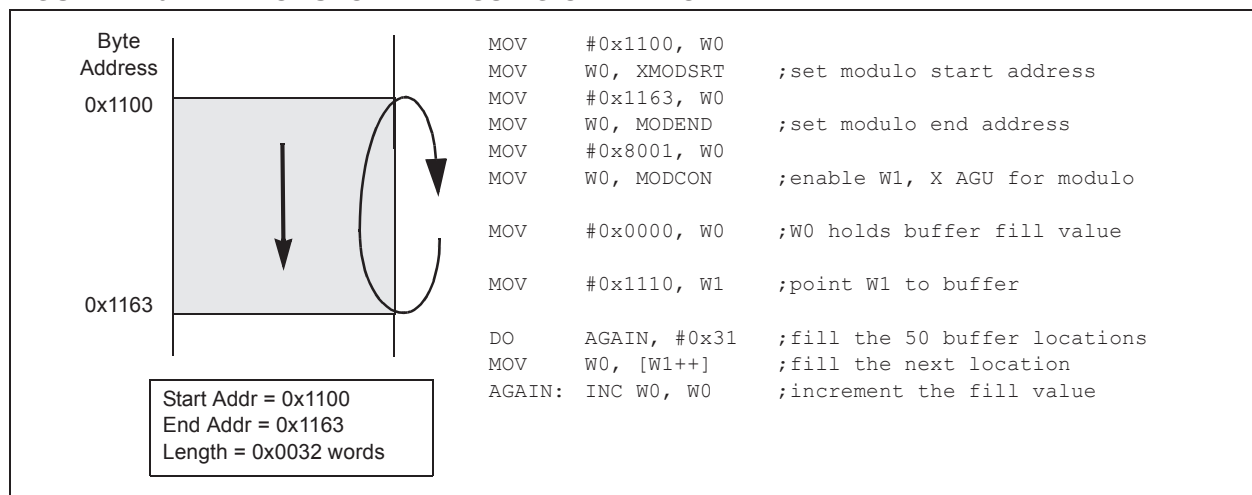 Byte
Address
0x1100
0x1163
Start Addr = 0x1100
End Addr = 0x1163
Length = 0x0032 words
MOV #0x1100, W0
MOV W0, XMODSRT ;set modulo start address
MOV #0x1163, W0
MOV W0, MODEND ;set modulo end address
MOV #0x8001, W0
MOV W0, MODCON ;enable W1, X AGU for modulo
MOV #0x0000, W0 ;W0 holds buffer fill value
MOV #0x1110, W1 ;point W1 to buffer
DO AGAIN, #0x31 ;fill the 50 buffer locations
MOV W0, [W1++] ;fill the next location
AGAIN: INC W0, W0 ;increment the fill value